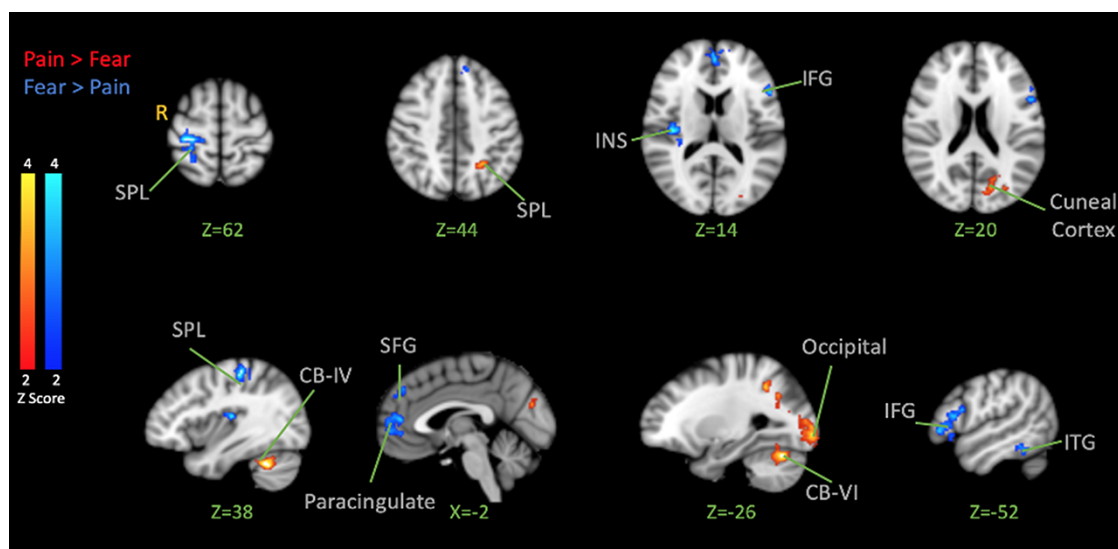 Pain > Fear
Fear > Pain
R
4 4
2 2
Z Score
SPL
Z=62
SPL
Z=44
IFG
INS
Z=14
Cuneal
Cortex
Z=20
SPL
CB-IV
Z=38
SFG
Paracingulate
X=-2
Occipital
CB-VI
Z=-26
IFG
ITG
Z=-52